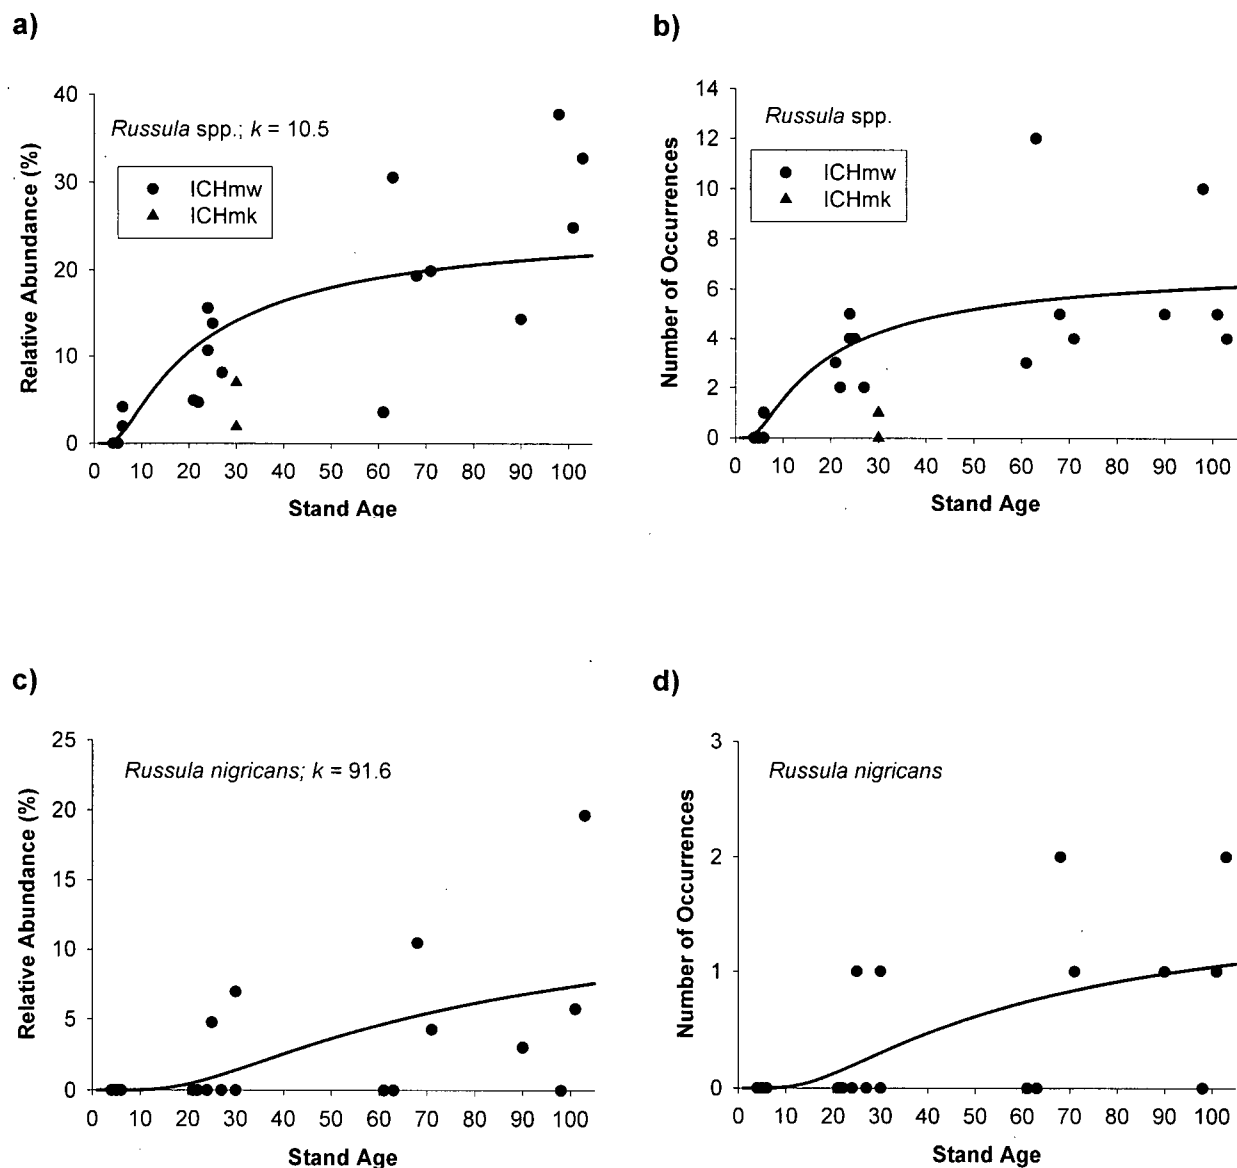 a)
Relative Abundance (%)
40
30
20
10
0
Russula spp.; k = 10.5
ICHmw
ICHmk
0 10 20 30 40 50 60 70 80 90 100
Stand Age
b)
Number of Occurrences
14
12
10
8
6
4
2
0
Russula spp.
ICHmw
ICHmk
0 10 20 30 40 50 60 70 80 90 100
Stand Age
c)
Relative Abundance (%)
25
20
15
10
5
0
Russula nigricans; k = 91.6
0 10 20 30 40 50 60 70 80 90 100
Stand Age
d)
Number of Occurrences
3
2
1
0
Russula nigricans
0 10 20 30 40 50 60 70 80 90 100
Stand Age